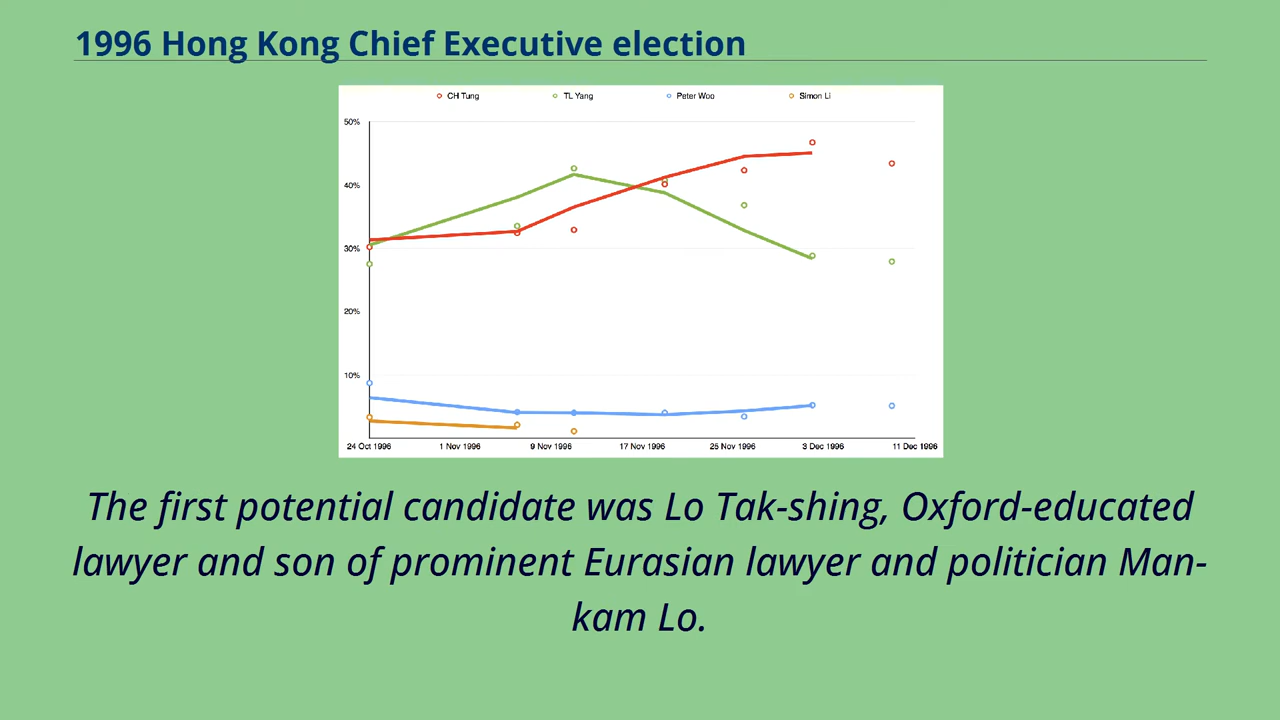 1996 Hong Kong Chief Executive election
CH Tung TL Yang Peter Woo Simon Li
50%
40%
30%
20%
10%
24 Oct 1996 1 Nov 1996 9 Nov 1996 17 Nov 1996 25 Nov 1996 3 Dec 1996 11 Dec 1996
The first potential candidate was Lo Tak-shing, Oxford-educated
lawyer and son of prominent Eurasian lawyer and politician Man-
kam Lo.